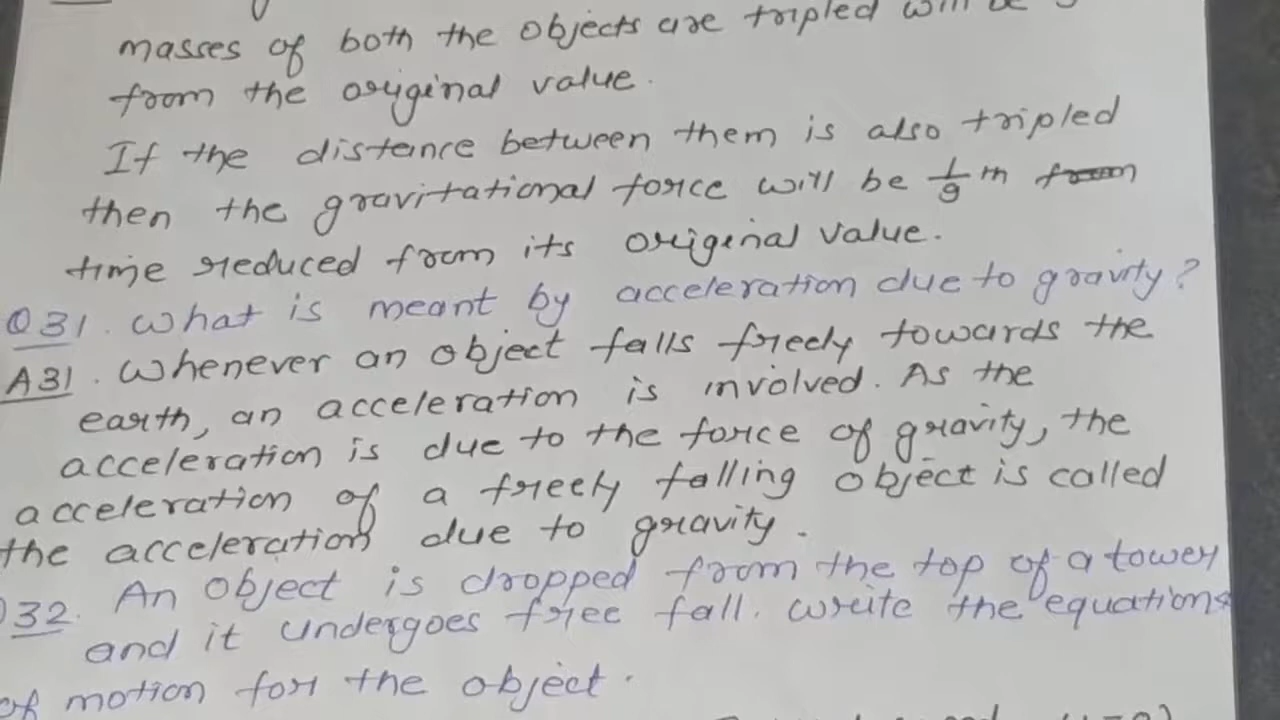 masses of both the objects are tripled will be
from the original value.
If the distance between them is also tripled
then the gravitational force will be 1/9 th from
time reduced from its original value.
Q31. What is meant by acceleration due to gravity?
A31. Whenever an object falls freely towards the
earth, an acceleration is involved. As the
acceleration is due to the force of gravity, the
acceleration of a freely falling object is called
the acceleration due to gravity.
32. An object is dropped from the top of a tower
and it undergoes free fall. write the equations
of motion for the object.